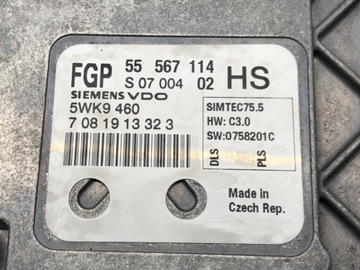 FGP 55 567 114 HS
S 07 004 02
SIEMENS VDO
5WK9 460
7 08 19 13 32 3
SIMTEC75.5
HW: C3.0
SW:0758201C
DLS
PLS
Made in
Czech Rep.